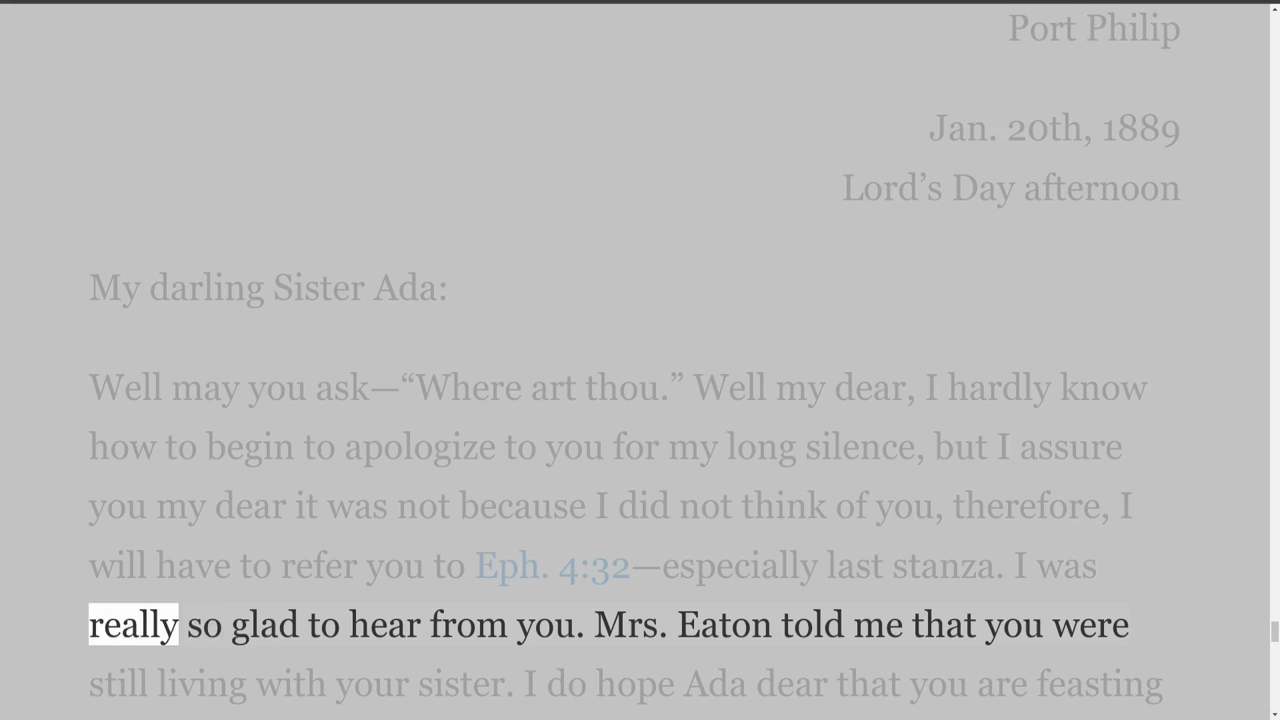 Port Philip
Jan. 20th, 1889
Lord’s Day afternoon
My darling Sister Ada:
Well may you ask—“Where art thou.” Well my dear, I hardly know
how to begin to apologize to you for my long silence, but I assure
you my dear it was not because I did not think of you, therefore, I
will have to refer you to Eph. 4:32—especially last stanza. I was
really so glad to hear from you. Mrs. Eaton told me that you were
still living with your sister. I do hope Ada dear that you are feasting